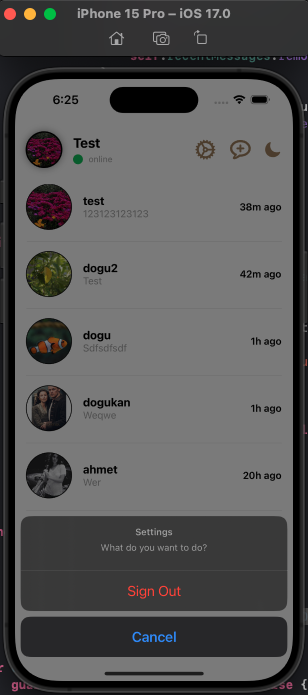 iPhone 15 Pro – iOS 17.0
6:25
Test
online
test
123123123123
38m ago
dogu2
Test
42m ago
dogu
Sdfsdfsdf
1h ago
dogukan
Weqwe
1h ago
ahmet
Wer
20h ago
Settings
What do you want to do?
Sign Out
Cancel